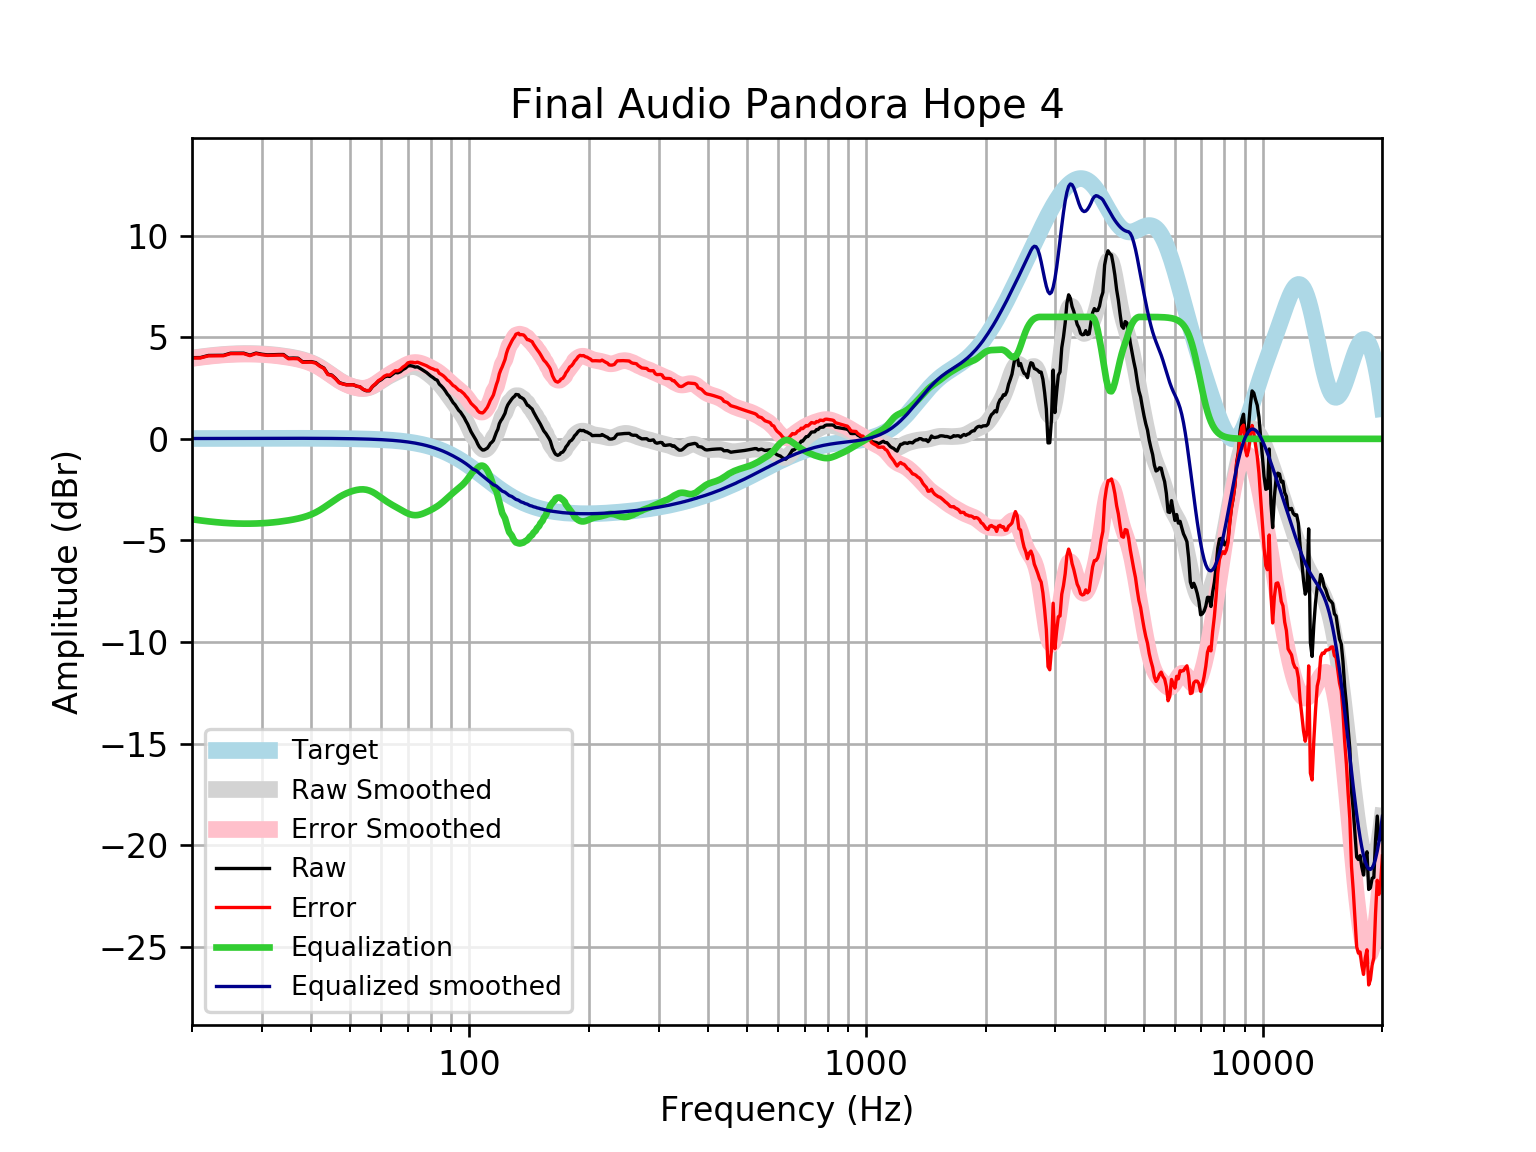 Final Audio Pandora Hope 4
10
5
0
−5
−10
−15
−20
−25
Amplitude (dBr)
Target
Raw Smoothed
Error Smoothed
Raw
Error
Equalization
Equalized smoothed
100 1000 10000
Frequency (Hz)